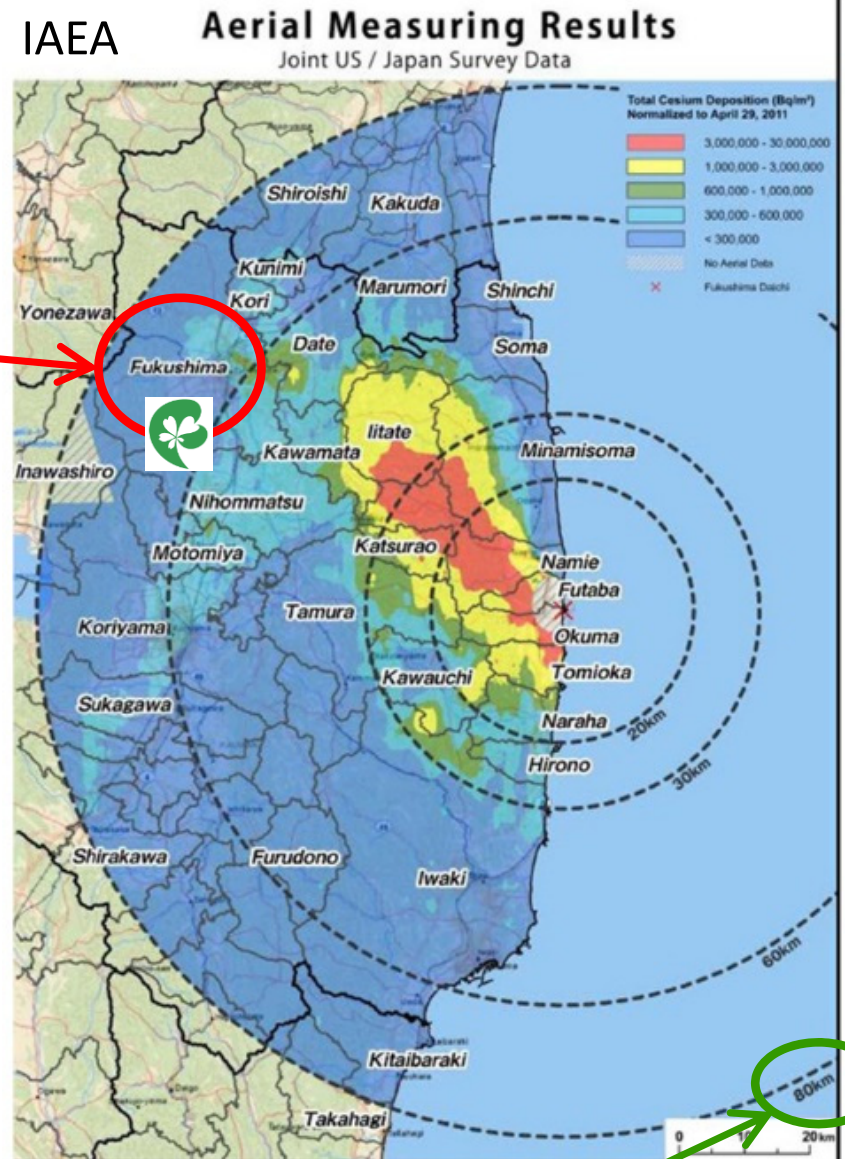 IAEA
Aerial Measuring Results
Joint US / Japan Survey Data
Total Cesium Deposition (Bq/m²)
Normalized to April 29, 2011
3,000,000 - 30,000,000
1,000,000 - 3,000,000
600,000 - 1,000,000
300,000 - 600,000
< 300,000
No Aerial Data
Fukushima Daiichi
Shiroishi
Kakuda
Kunimi
Kori
Marumori
Shinchi
Yonezawa
Date
Soma
Fukushima
Iitate
Kawamata
Minamisoma
Inawashiro
Nihommatsu
Motomiya
Katsurao
Namie
Futaba
Tamura
Koriyama
Okuma
Kawauchi
Tomioka
Sukagawa
Naraha
20km
Hirono
30km
Shirakawa
Furudono
Iwaki
60km
Kitaibaraki
80km
Takahagi
0 10 20km